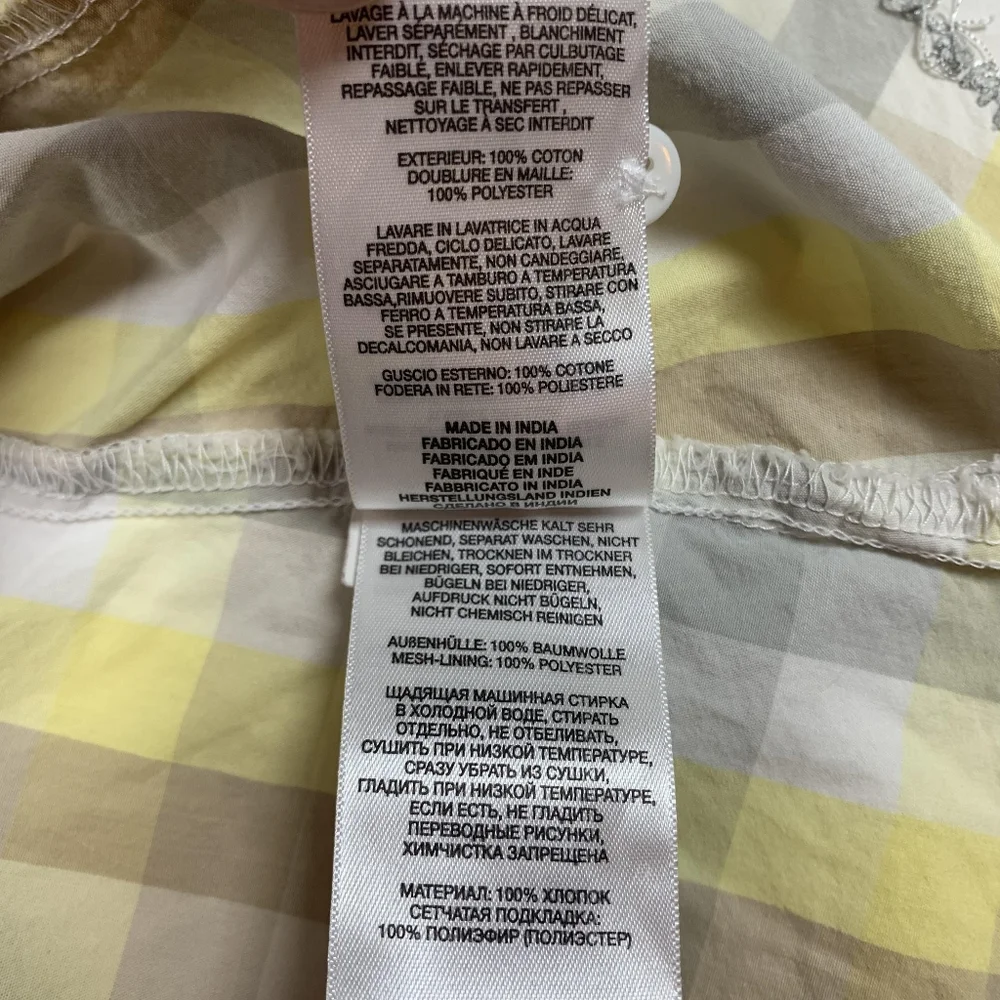 LAVAGE À LA MACHINE À FROID DÉLICAT,
LAVER SÉPARÉMENT , BLANCHIMENT
INTERDIT, SÉCHAGE PAR CULBUTAGE
FAIBLE, ENLEVER RAPIDEMENT,
REPASSAGE FAIBLE, NE PAS REPASSER
SUR LE TRANSFERT ,
NETTOYAGE À SEC INTERDIT
EXTERIEUR: 100% COTON
DOUBLURE EN MAILLE:
100% POLYESTER
LAVARE IN LAVATRICE IN ACQUA
FREDDA, CICLO DELICATO, LAVARE
SEPARATAMENTE, NON CANDEGGIARE,
ASCIUGARE A TAMBURO A TEMPERATURA
BASSA,RIMUOVERE SUBITO, STIRARE CON
FERRO A TEMPERATURA BASSA,
SE PRESENTE, NON STIRARE LA
DECALCOMANIA, NON LAVARE A SECCO
GUSCIO ESTERNO: 100% COTONE
FODERA IN RETE: 100% POLIESTERE
MADE IN INDIA
FABRICADO EN INDIA
FABRICADO EM INDIA
FABRIQUÉ EN INDE
FABBRICATO IN INDIA
HERSTELLUNGSLAND INDIEN
СДЕЛАНО В ИНДИИ
MASCHINENWÄSCHE KALT SEHR
SCHONEND, SEPARAT WASCHEN, NICHT
BLEICHEN, TROCKNEN IM TROCKNER
BEI NIEDRIGER, SOFORT ENTNEHMEN,
BÜGELN BEI NIEDRIGER,
AUFDRUCK NICHT BÜGELN,
NICHT CHEMISCH REINIGEN
AUßENHÜLLE: 100% BAUMWOLLE
MESH-LINING: 100% POLYESTER
ЩАДЯЩАЯ МАШИННАЯ СТИРКА
В ХОЛОДНОЙ ВОДЕ, СТИРАТЬ
ОТДЕЛЬНО, НЕ ОТБЕЛИВАТЬ,
СУШИТЬ ПРИ НИЗКОЙ ТЕМПЕРАТУРЕ,
СРАЗУ УБРАТЬ ИЗ СУШКИ,
ГЛАДИТЬ ПРИ НИЗКОЙ ТЕМПЕРАТУРЕ,
ЕСЛИ ЕСТЬ, НЕ ГЛАДИТЬ
ПЕРЕВОДНЫЕ РИСУНКИ,
ХИМЧИСТКА ЗАПРЕЩЕНА
МАТЕРИАЛ: 100% ХЛОПОК
СЕТЧАТАЯ ПОДКЛАДКА:
100% ПОЛИЭФИР (ПОЛИЭСТЕР)